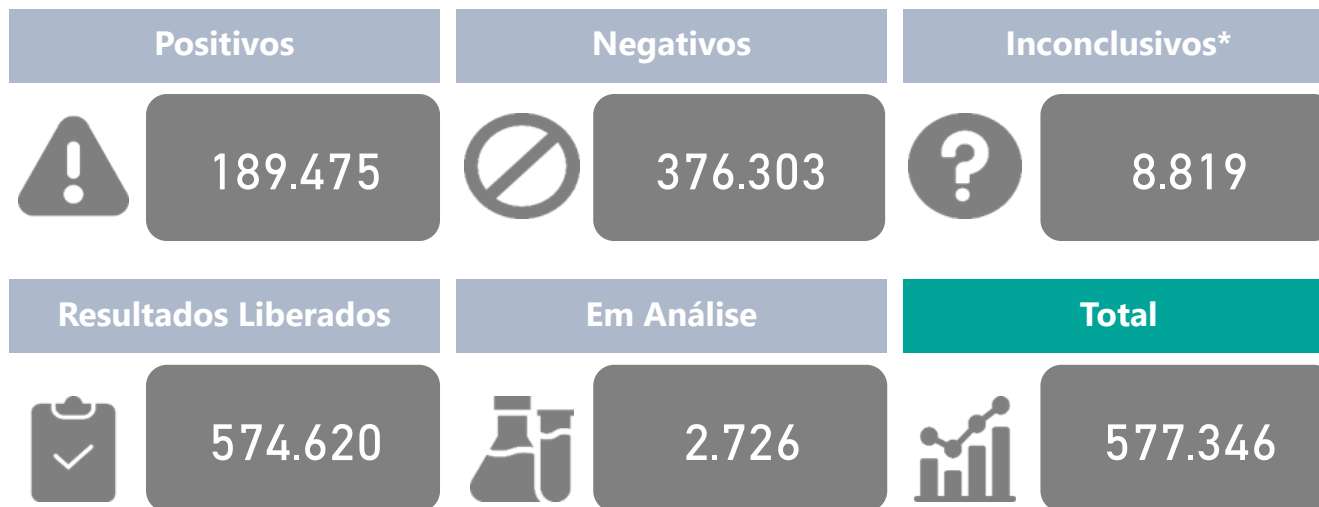 Positivos
Negativos
Inconclusivos*
189.475
376.303
8.819
Resultados Liberados
Em Análise
Total
574.620
2.726
577.346